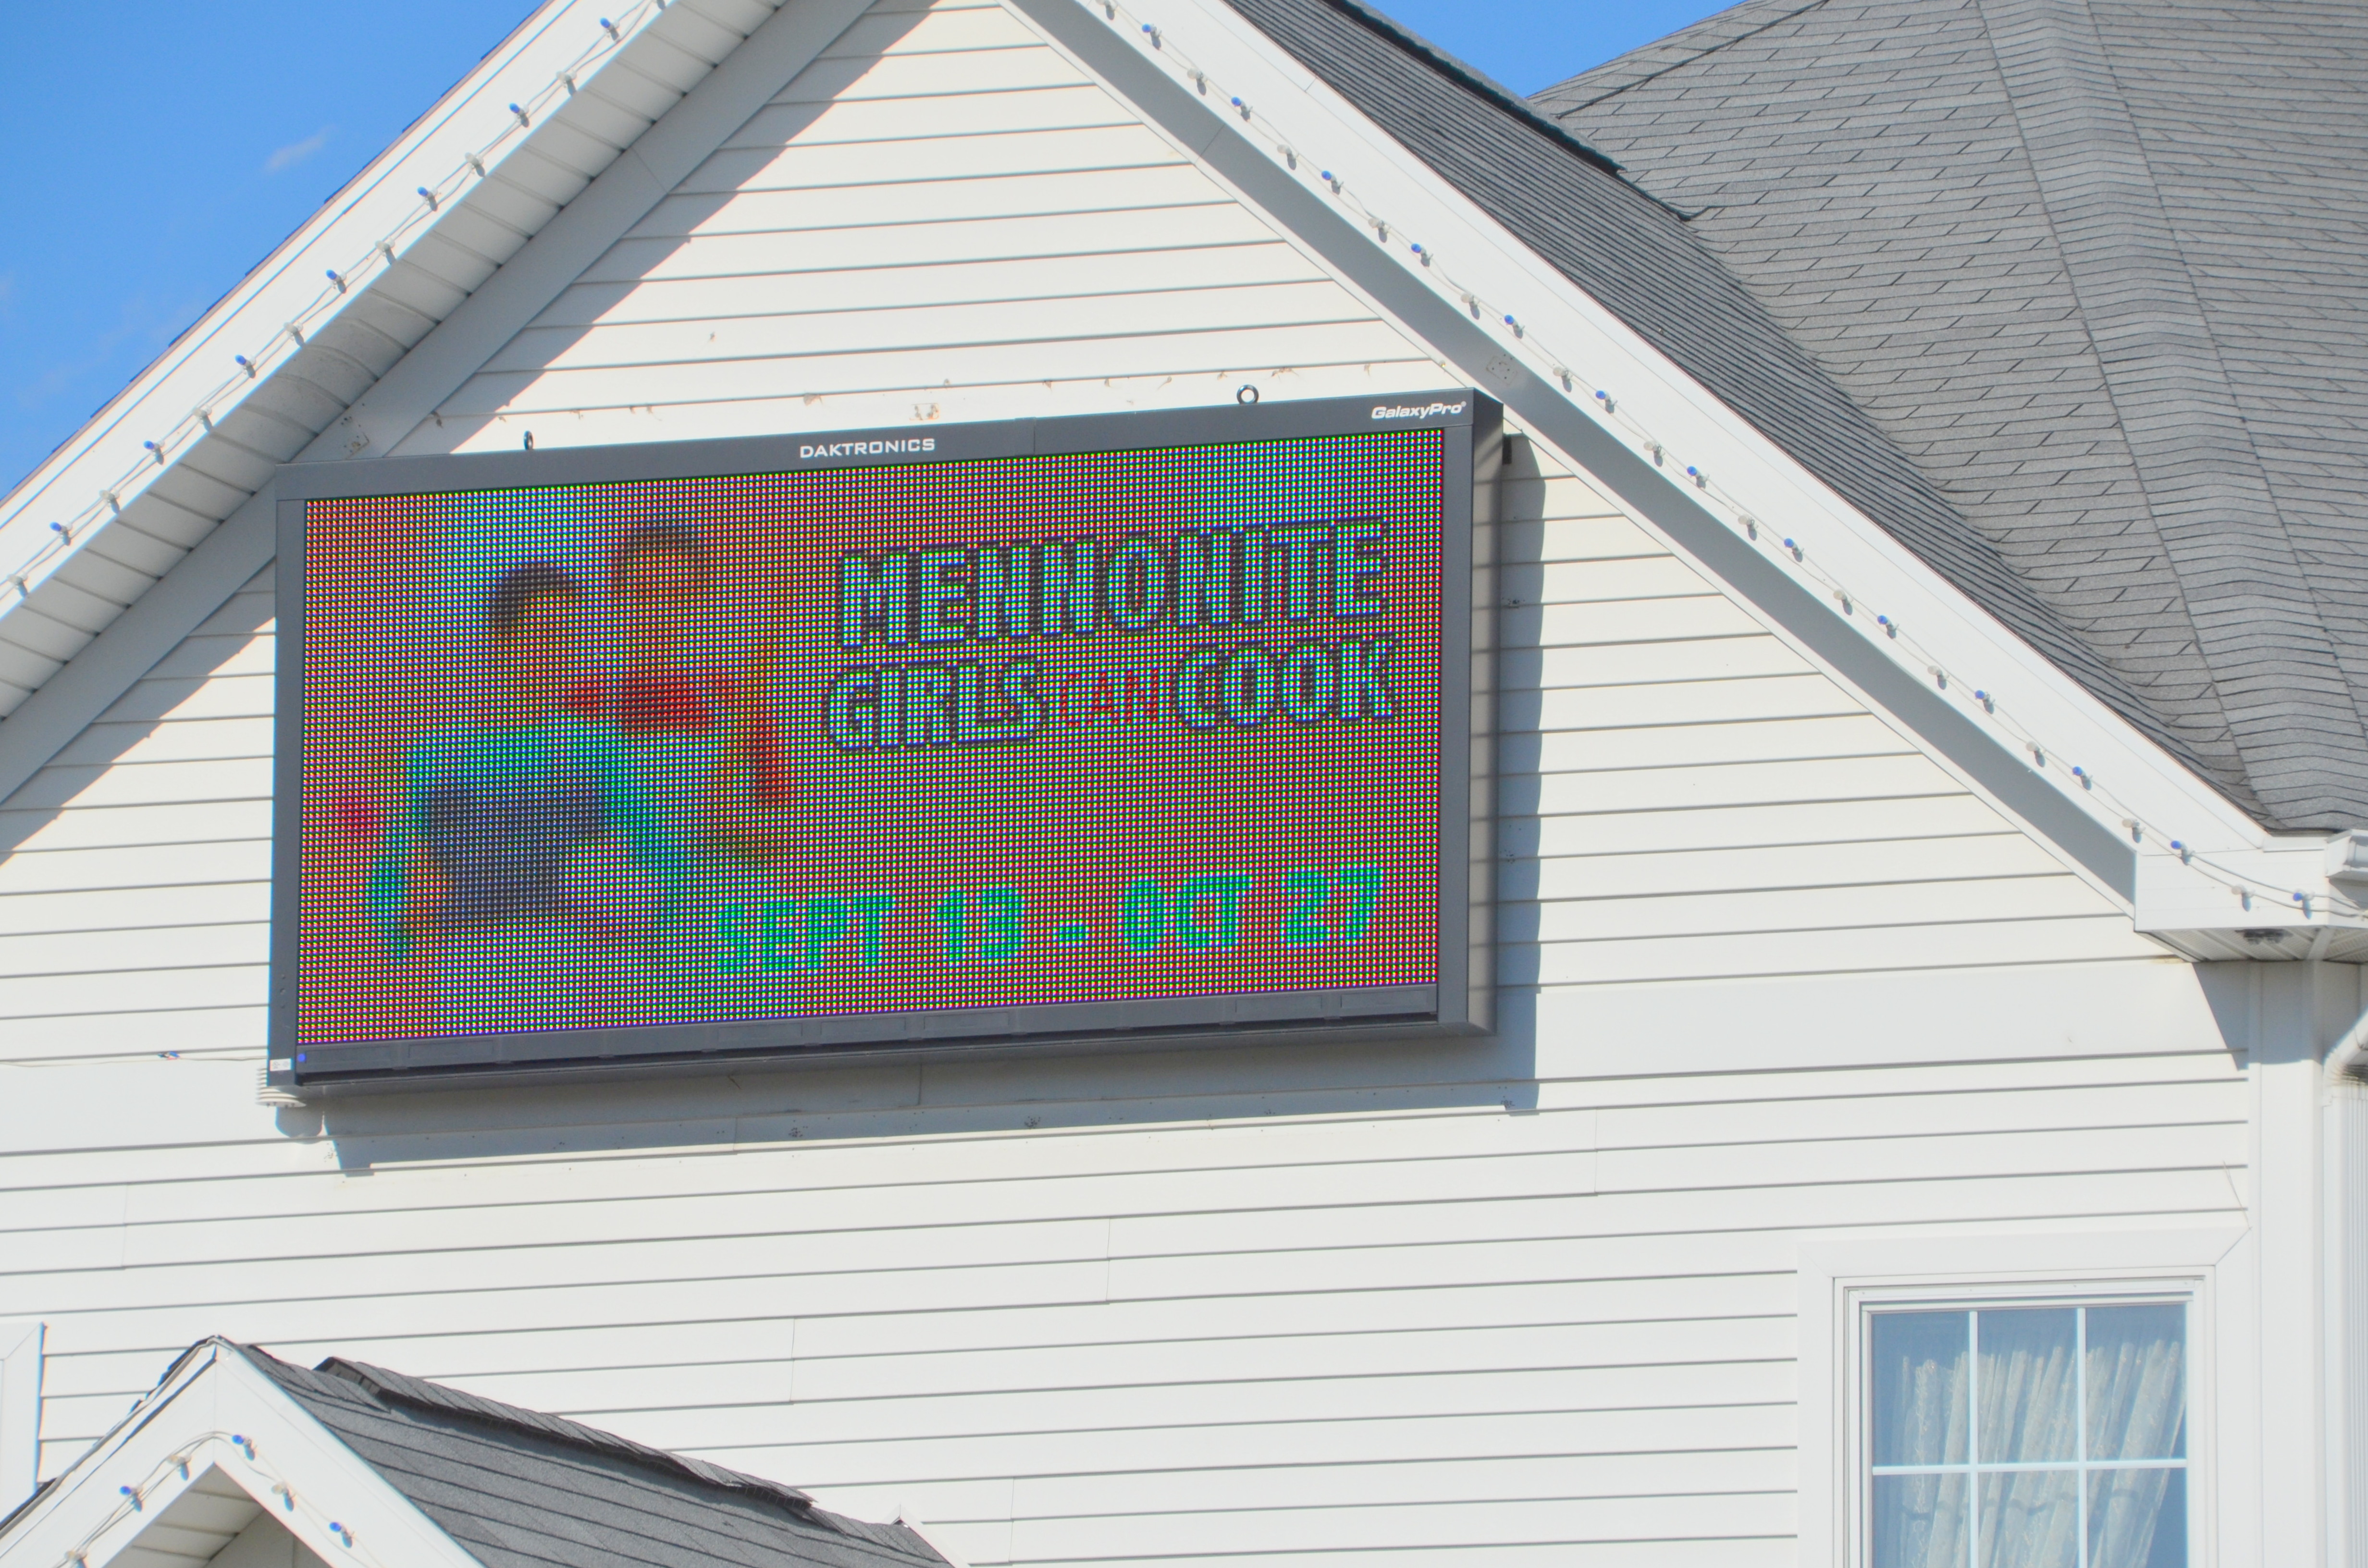 DAKTRONICS
GalaxyPro®
MENNONITE
GIRLS CAN COOK
SEPT 13 - OCT 27